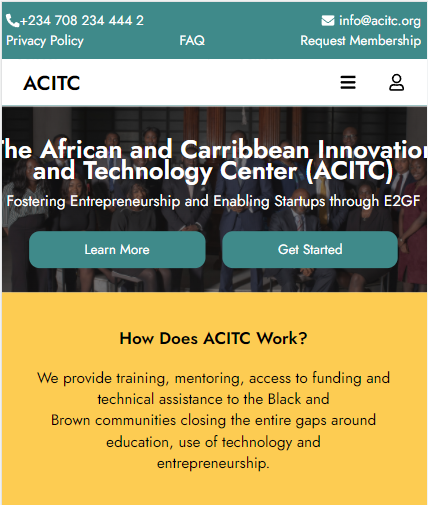 +234 708 234 444 2 info@acitc.org
Privacy Policy FAQ Request Membership
ACITC
The African and Carribbean Innovation
and Technology Center (ACITC)
Fostering Entrepreneurship and Enabling Startups through E2GF
Learn More Get Started
How Does ACITC Work?
We provide training, mentoring, access to funding and
technical assistance to the Black and
Brown communities closing the entire gaps around
education, use of technology and
entrepreneurship.